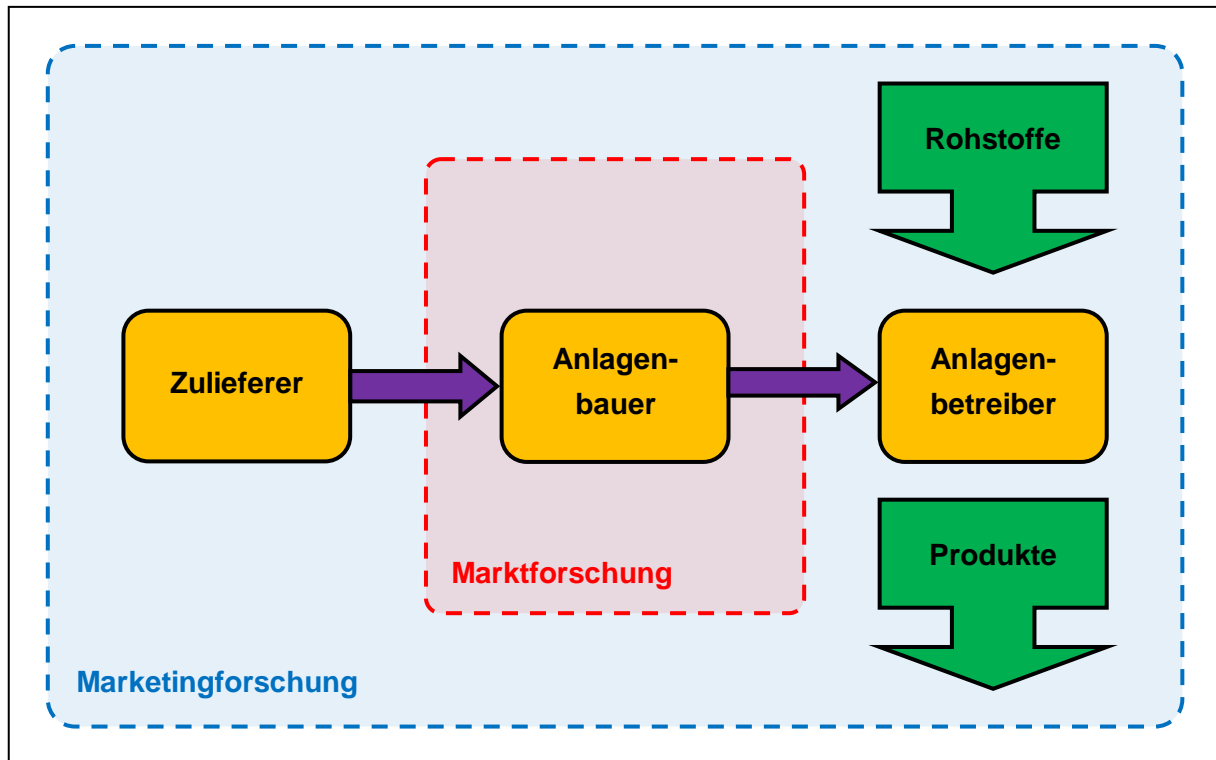 Rohstoffe
Zulieferer
Anlagen-
bauer
Anlagen-
betreiber
Marktforschung
Produkte
Marketingforschung